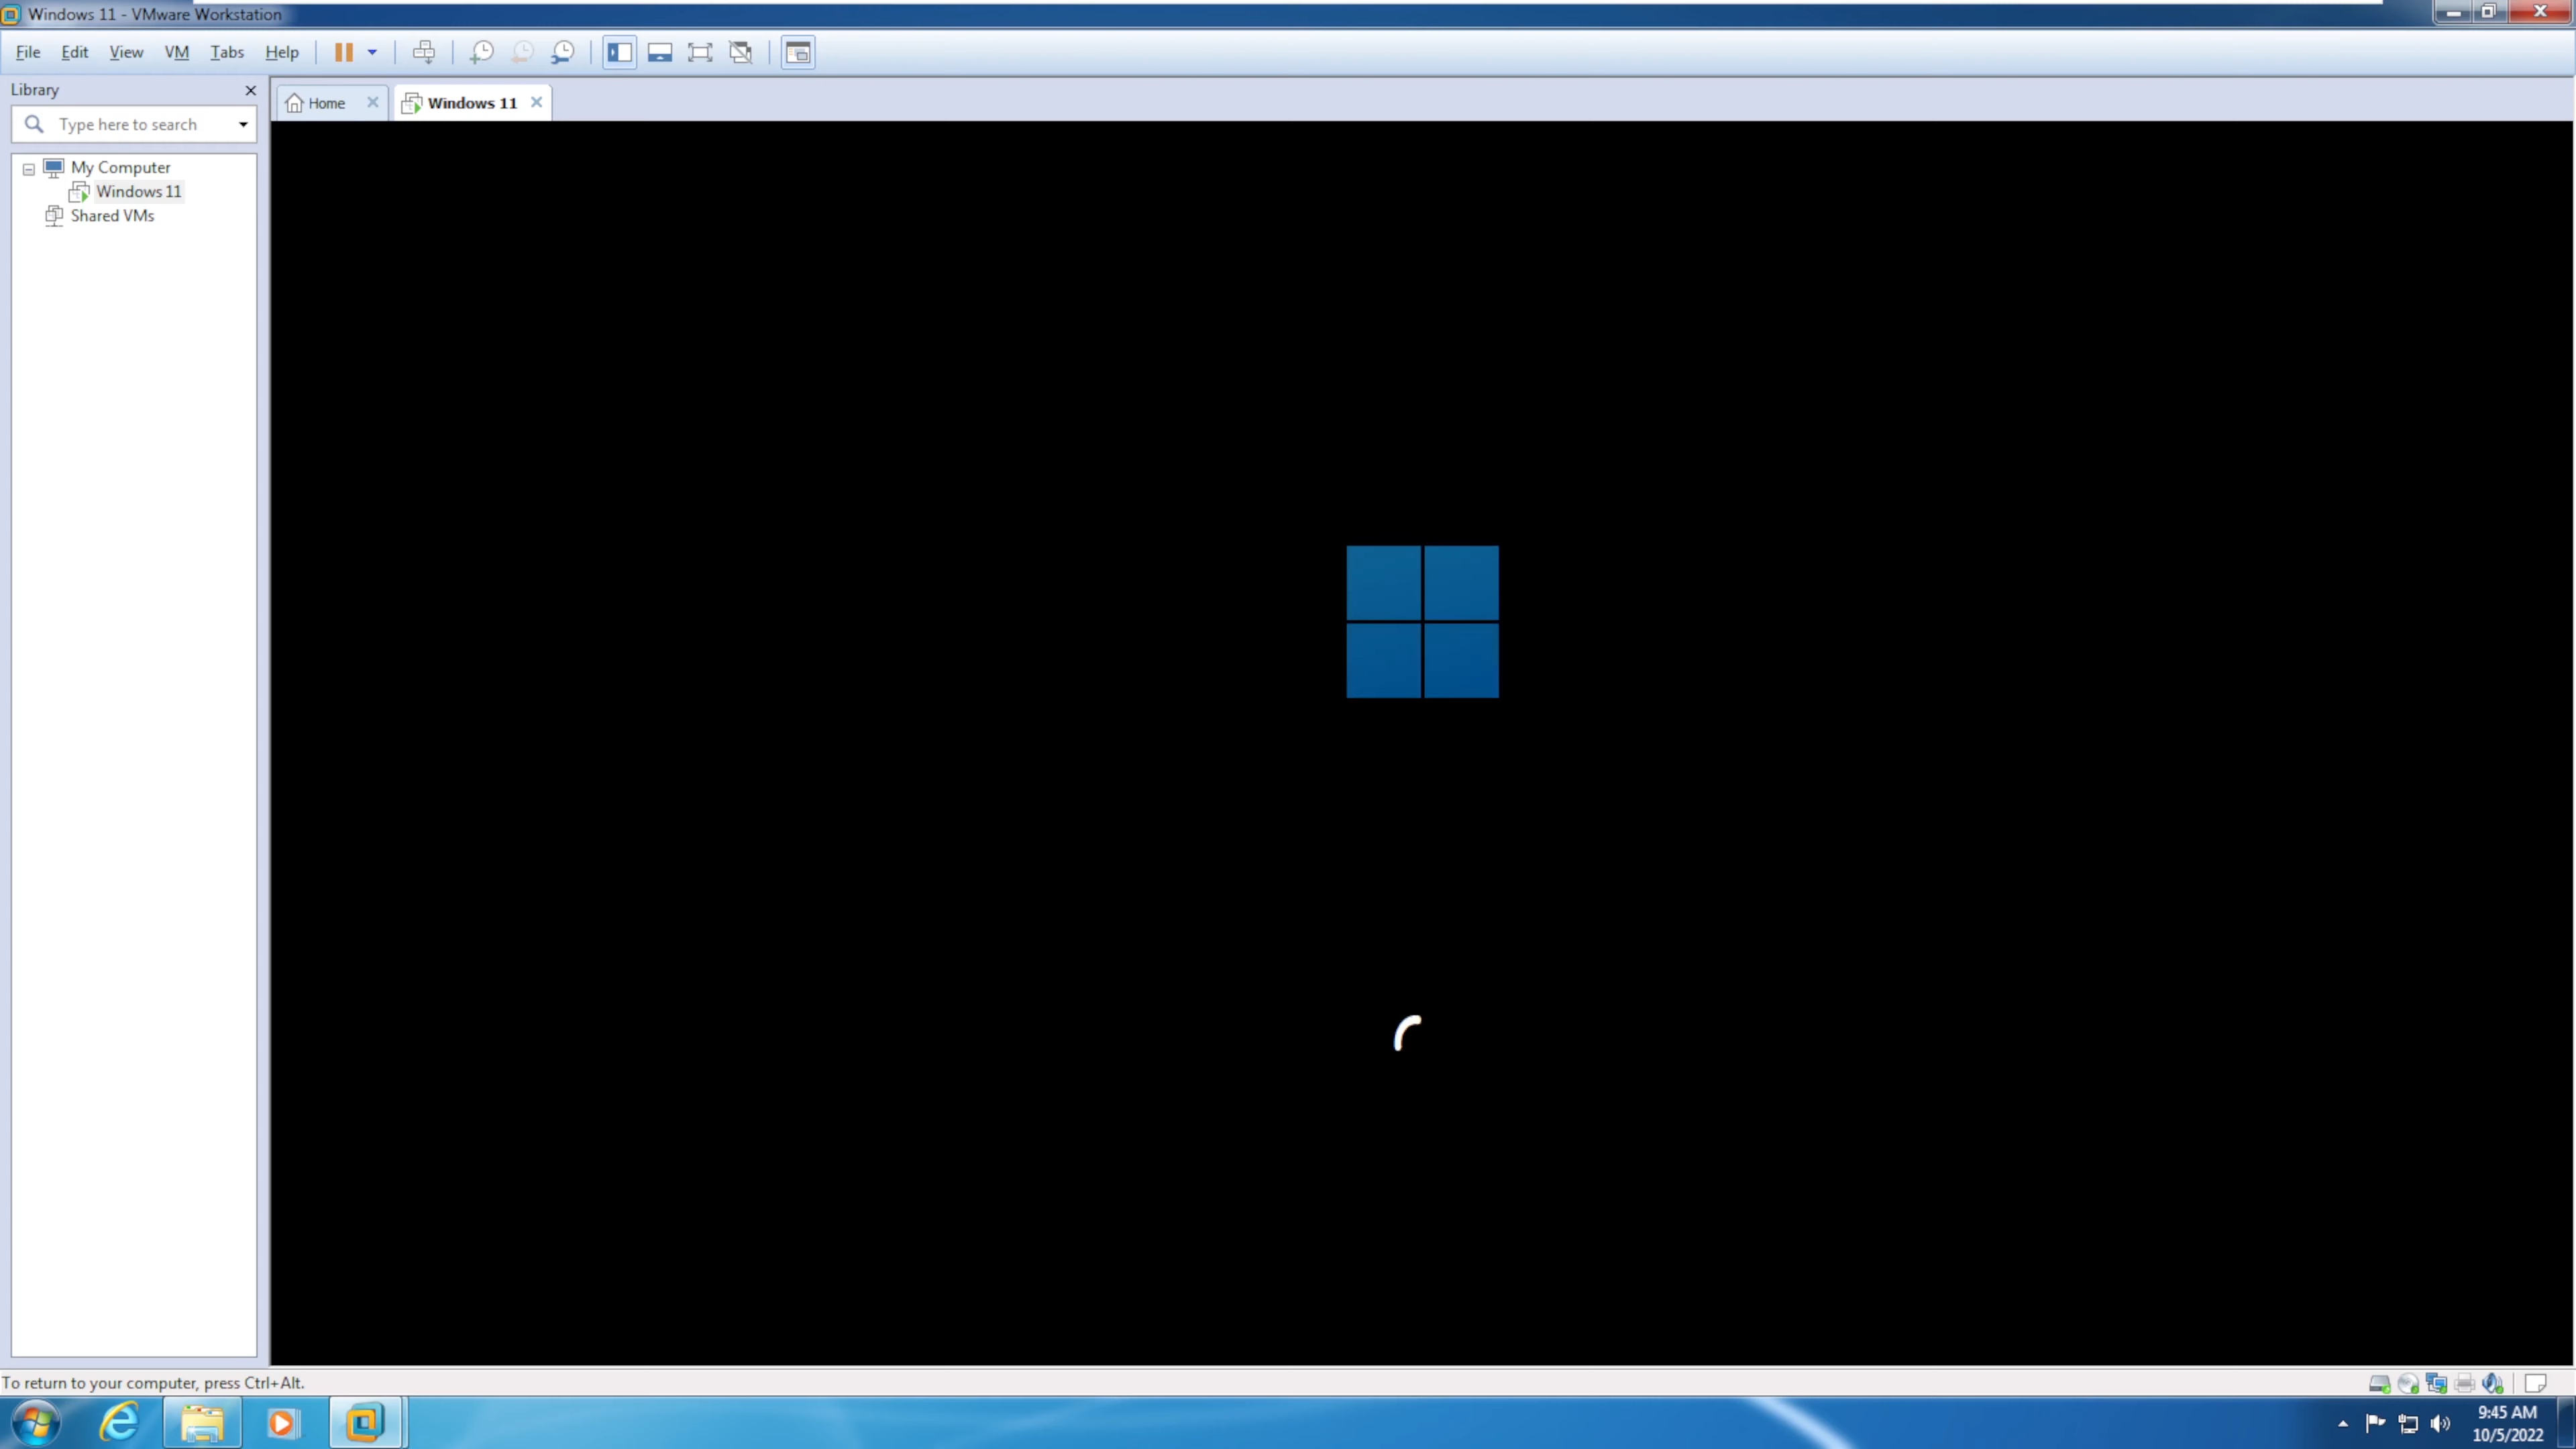 Windows 11 - VMware Workstation
File Edit View VM Tabs Help
Library
Type here to search
Home
Windows 11
My Computer
Windows 11
Shared VMs
To return to your computer, press Ctrl+Alt.
9:45 AM
10/5/2022